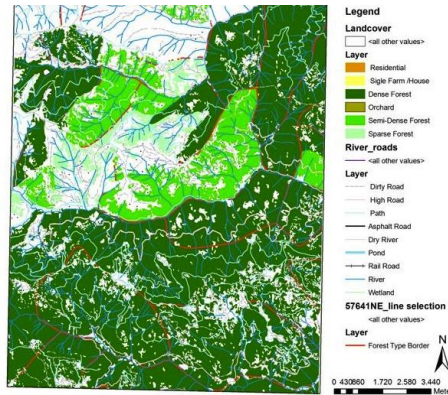 Legend
Landcover
<all other values>
Layer
Residential
Sigle Farm /House
Dense Forest
Orchard
Semi-Dense Forest
Sparse Forest
River_roads
<all other values>
Layer
Dirty Road
High Road
Path
Asphalt Road
Dry River
Pond
Rail Road
River
Wetland
57641NE_line selection
<all other values>
Layer
Forest Type Border
N
0 430860 1.720 2.580 3.440
Mete